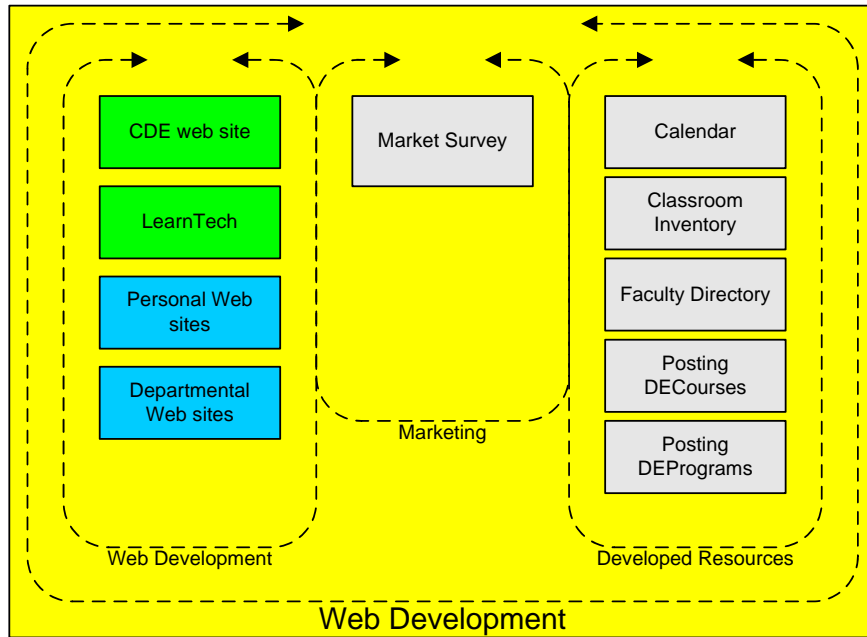 CDE web site
LearnTech
Personal Web
sites
Departmental
Web sites
Web Development
Market Survey
Marketing
Calendar
Classroom
Inventory
Faculty Directory
Posting
DECourses
Posting
DEPrograms
Developed Resources
Web Development